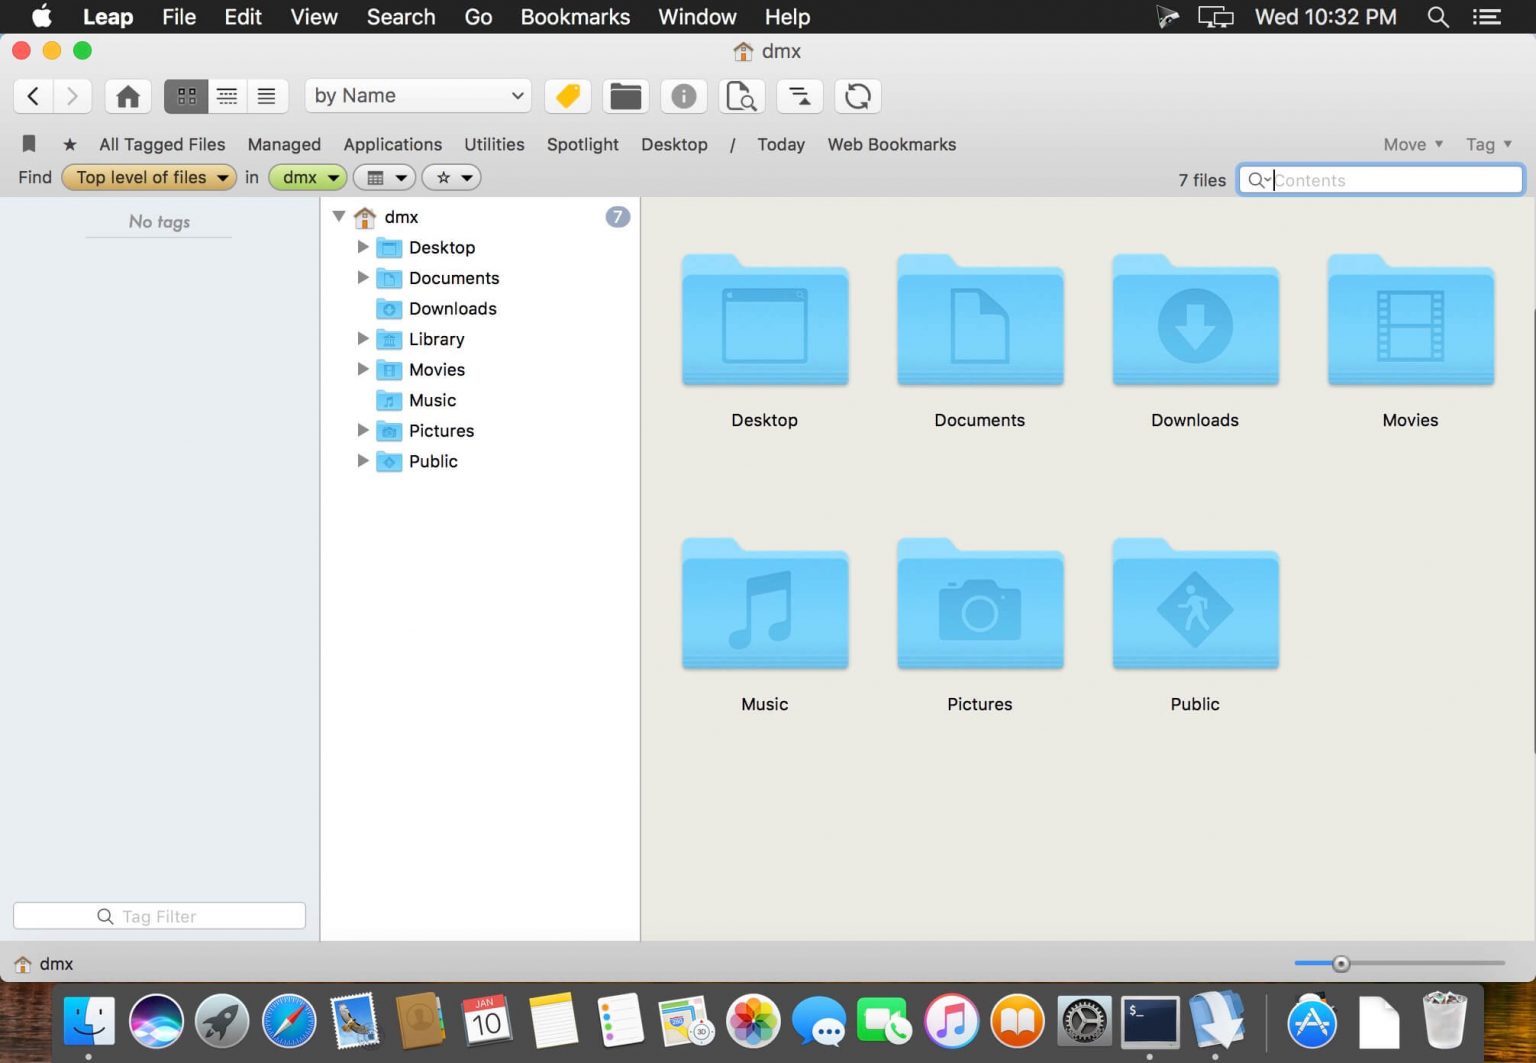 Leap File Edit View Search Go Bookmarks Window Help Wed 10:32 PM
dmx
by Name
All Tagged Files Managed Applications Utilities Spotlight Desktop / Today Web Bookmarks Move Tag
Find Top level of files in dmx 7 files Contents
No tags
dmx 7
Desktop
Documents
Downloads
Library
Movies
Music
Pictures
Public
Desktop Documents Downloads Movies
Music Pictures Public
Tag Filter
dmx
JAN
10
3D
$_